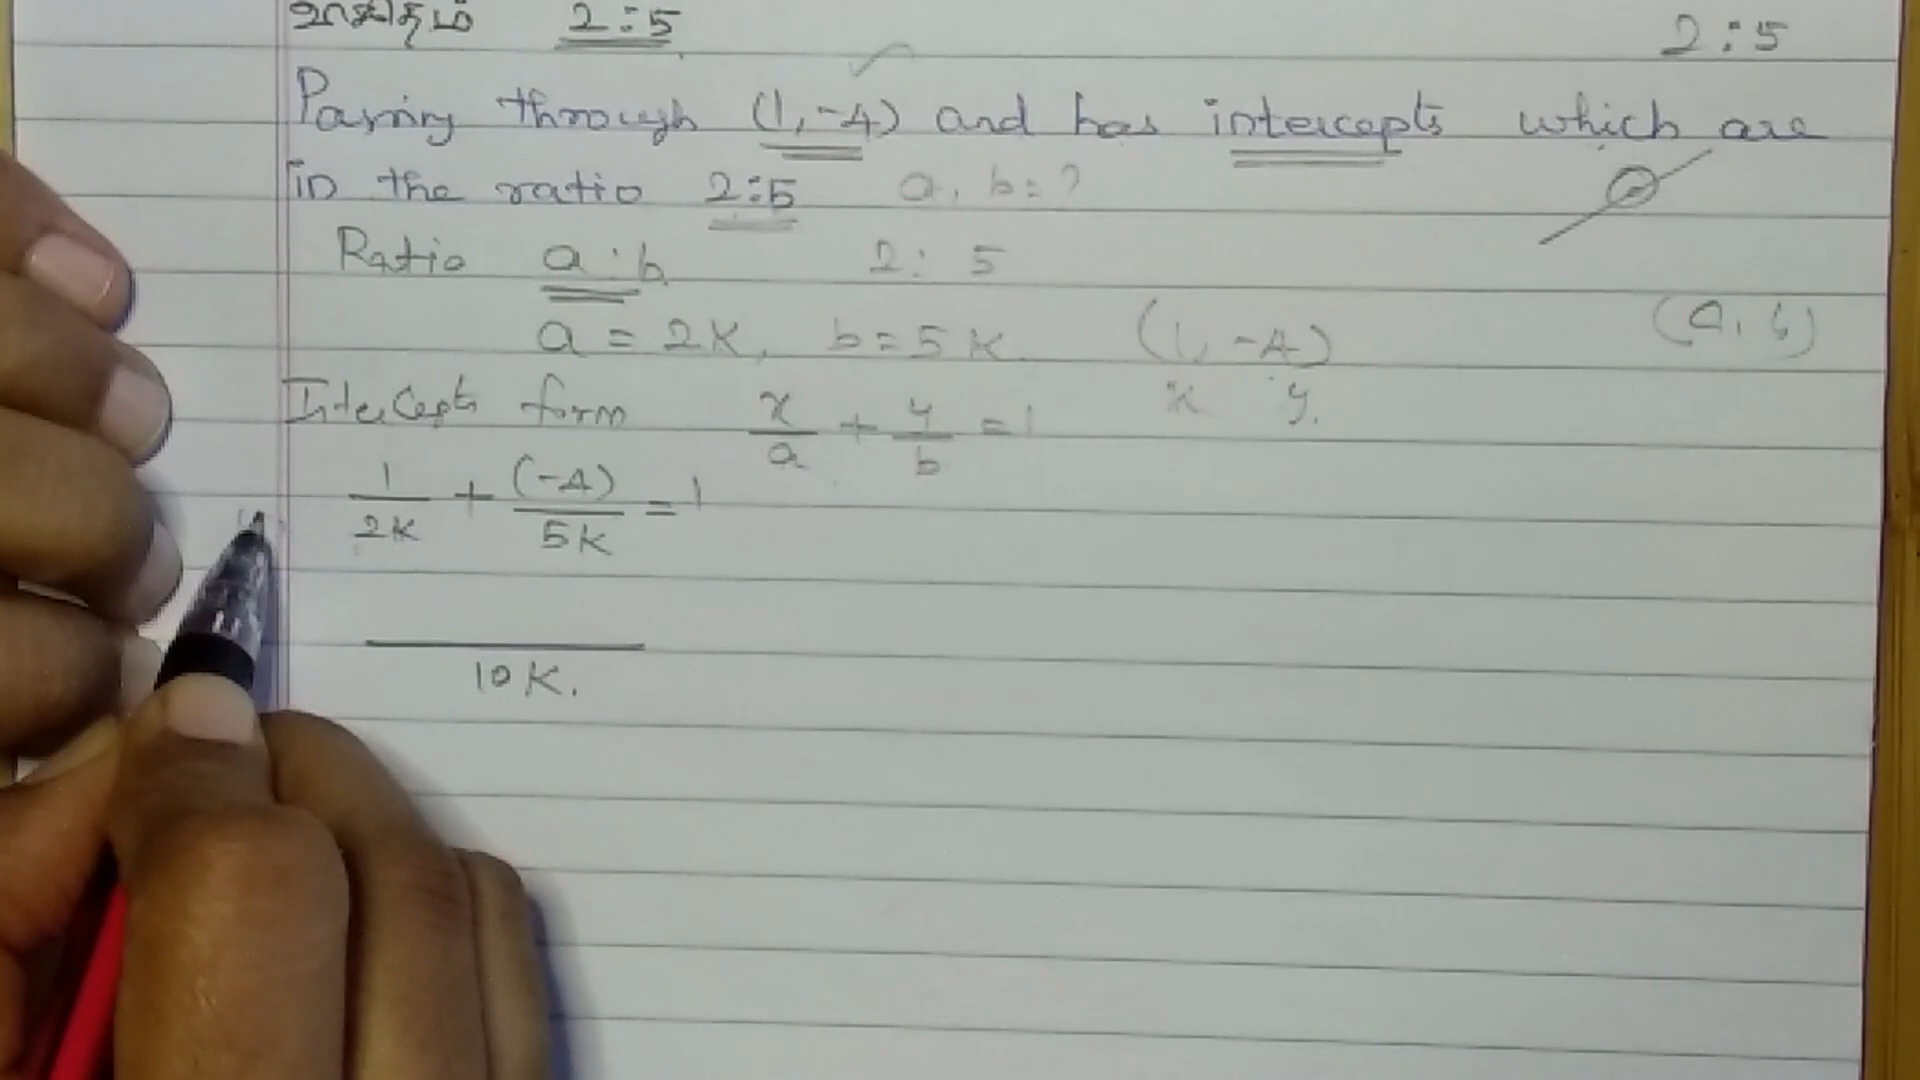 விகிதம் 2:5 2:5
Passing through (1,-4) and has intercepts which are
in the ratio 2:5 a, b=?
Ratio a:b 2: 5
a = 2k, b=5k (1,-4) (a, b)
Intercepts form x/a + y/b =1 x y.
1/2k + (-4)/5k =1
10k.